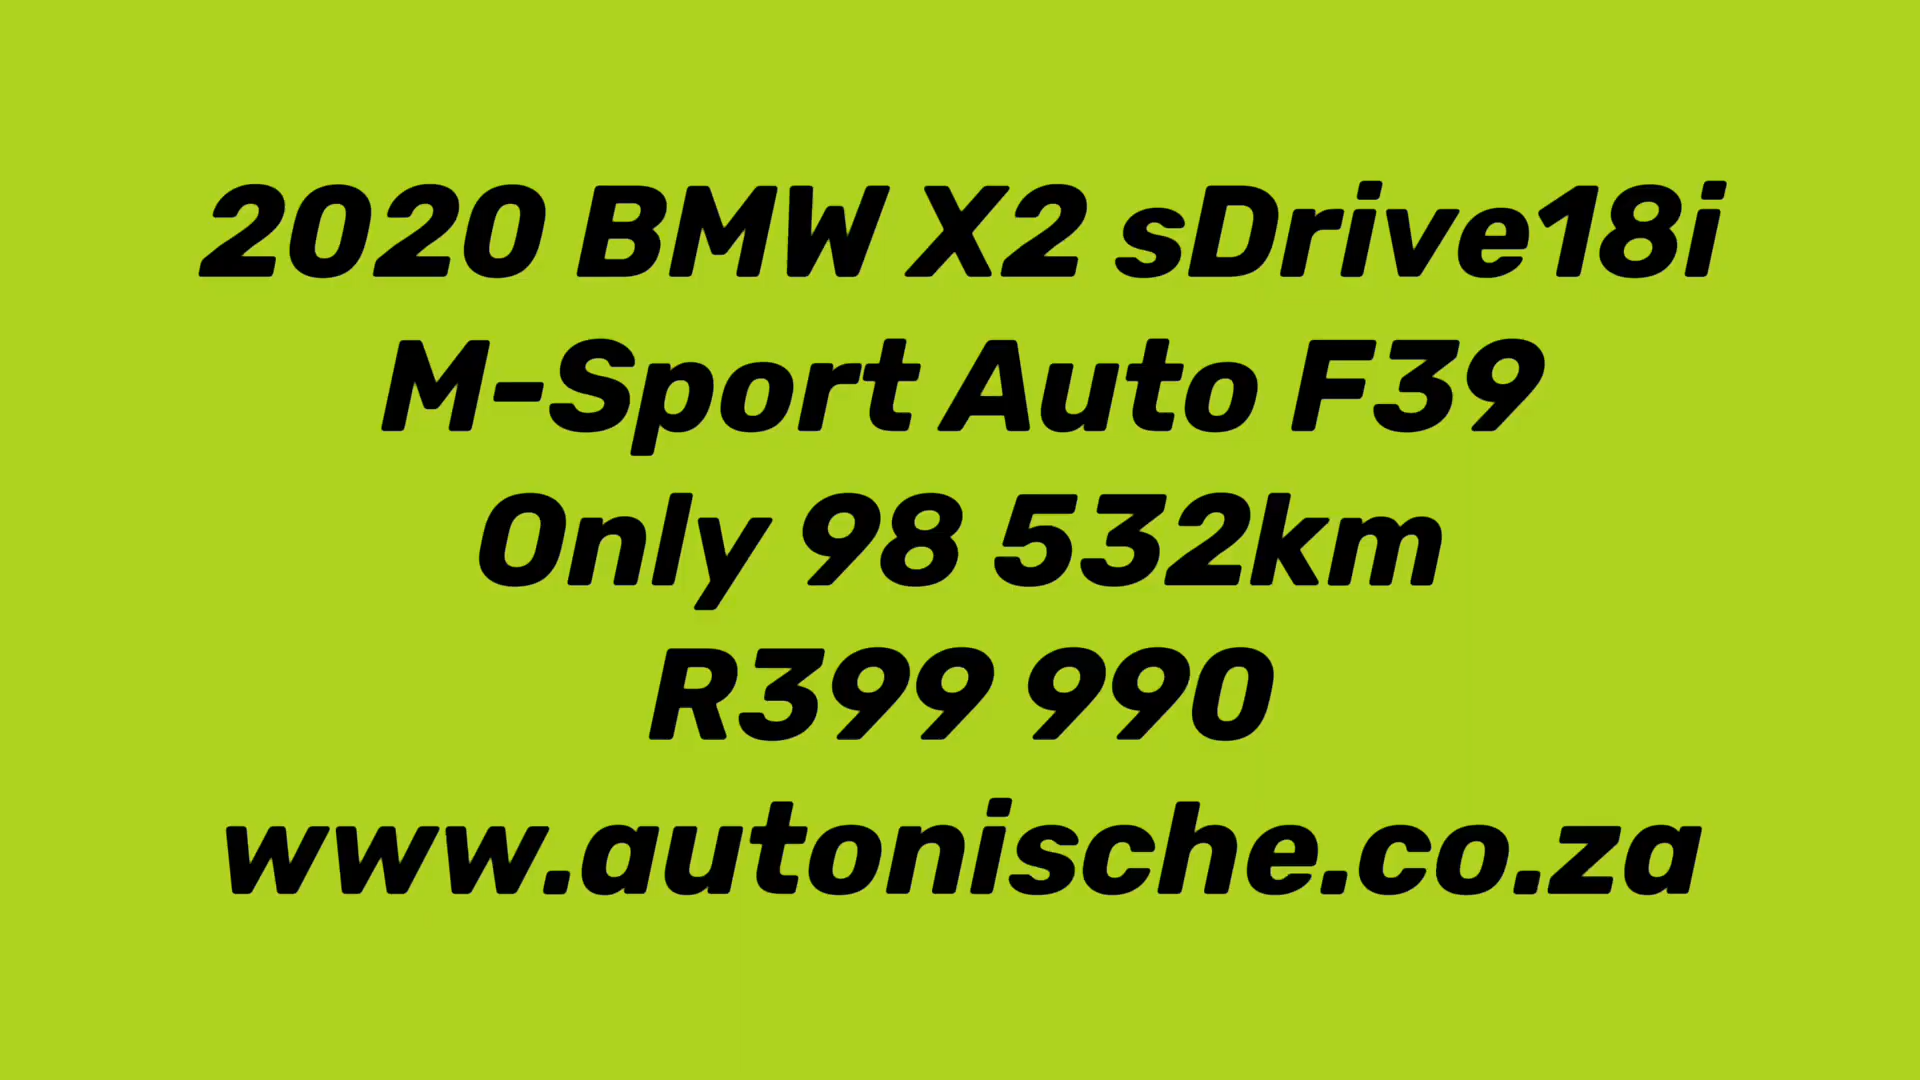 2020 BMW X2 sDrive18i
M-Sport Auto F39
Only 98 532km
R399 990
www.autonische.co.za